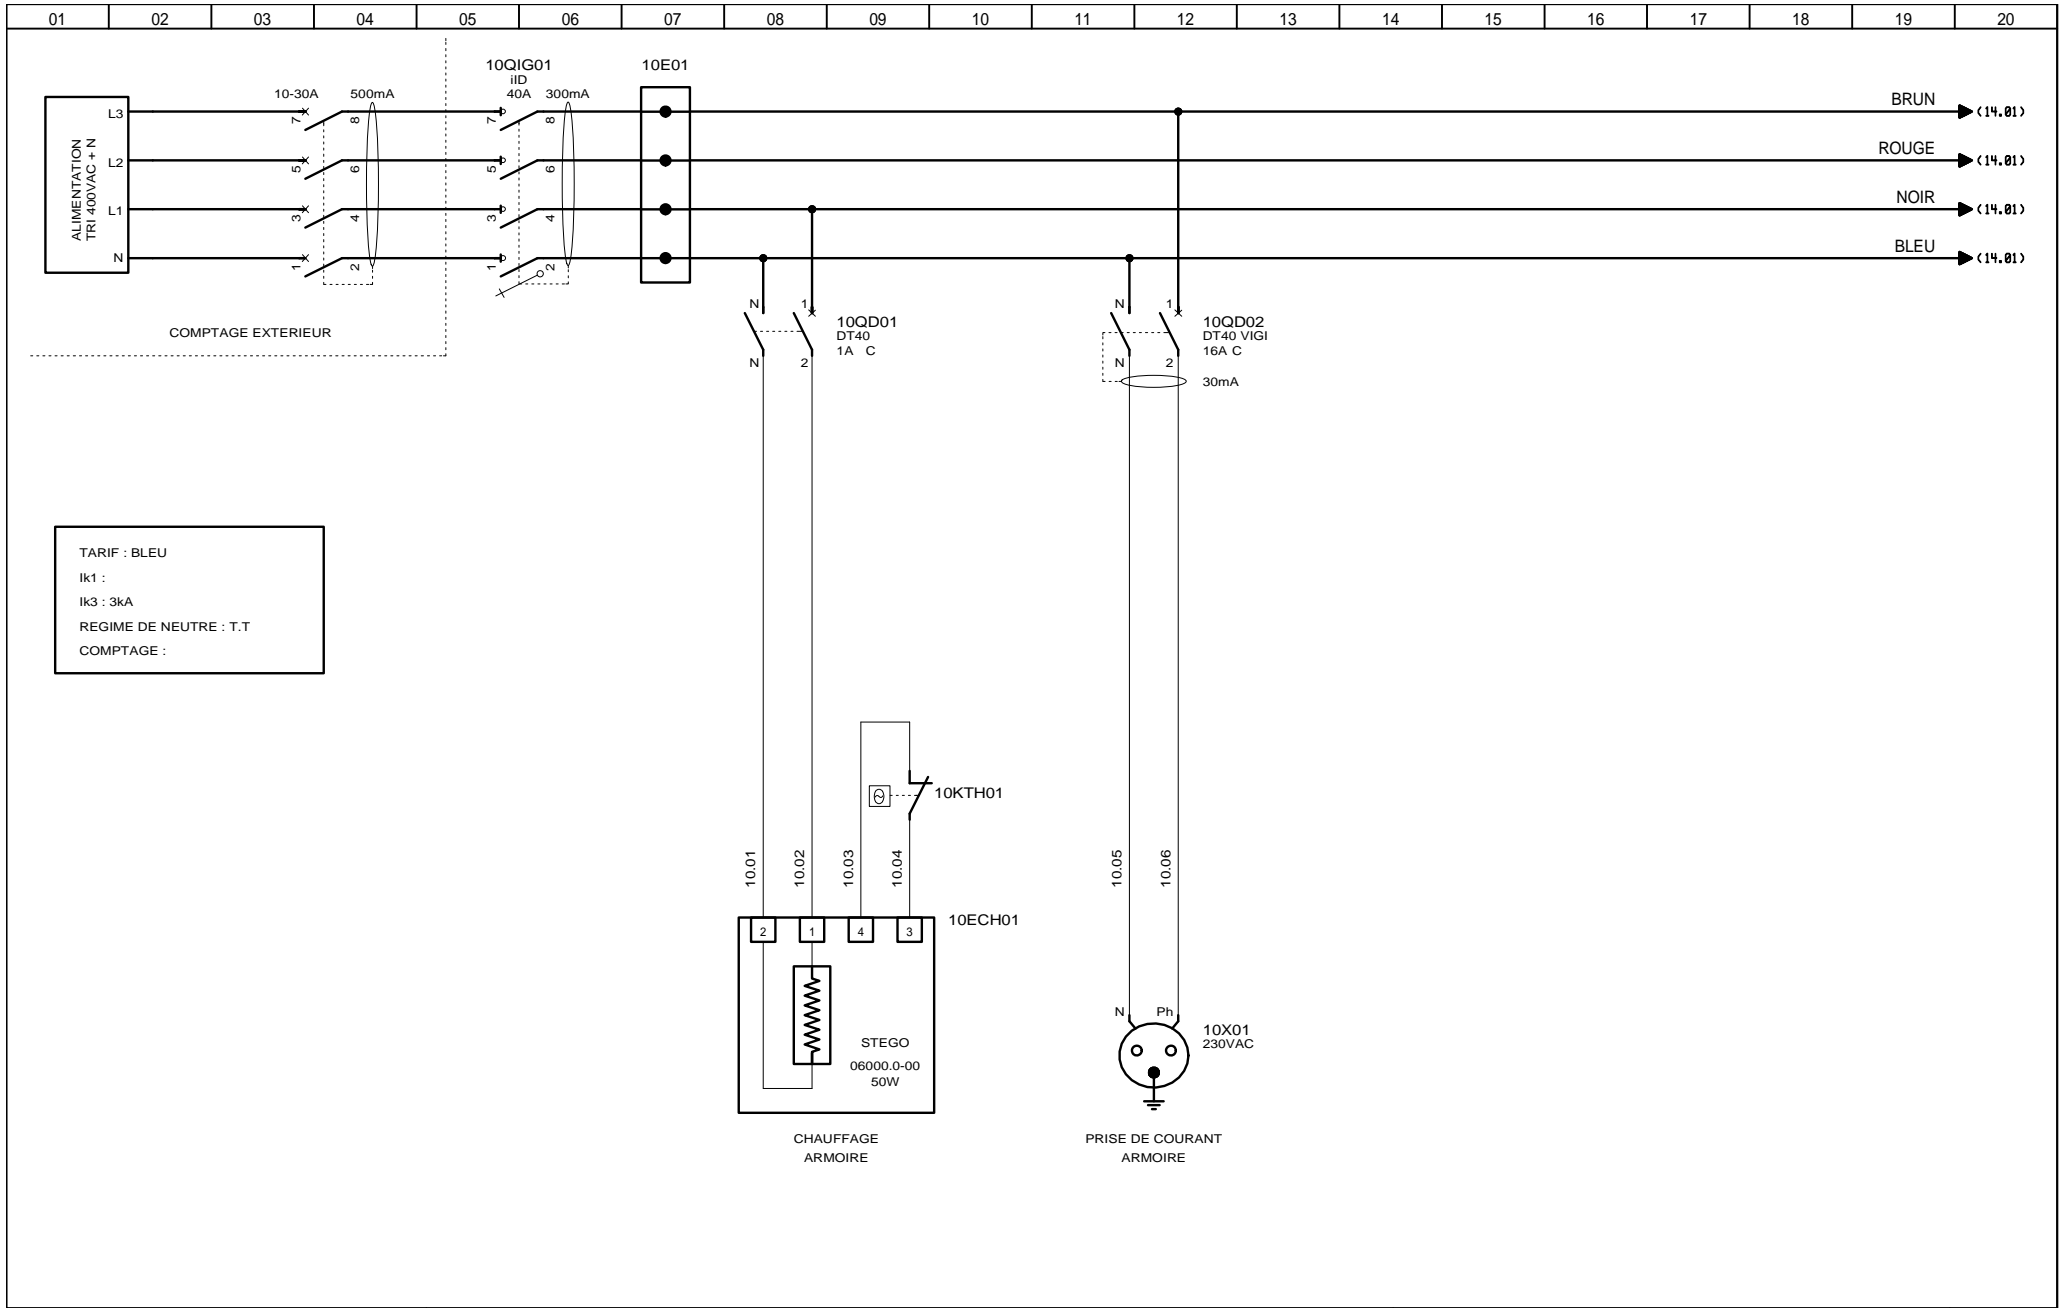 01 02 03 04 05 06 07 08 09 10 11 12 13 14 15 16 17 18 19 20
10QIG01
iID
40A 300mA
10E01
10-30A 500mA
ALIMENTATION
TRI 400VAC + N
L3
L2
L1
N
7 8
5 6
3 4
1 2
7 8
5 6
3 4
1 2
BRUN (14.01)
ROUGE (14.01)
NOIR (14.01)
BLEU (14.01)
COMPTAGE EXTERIEUR
N 1
10QD01
DT40
1A C
N 2
N 1
10QD02
DT40 VIGI
16A C
N 2
30mA
TARIF : BLEU
Ik1 :
Ik3 : 3kA
REGIME DE NEUTRE : T.T
COMPTAGE :
10KTH01
10.01 10.02 10.03 10.04
10.05 10.06
10ECH01
2 1 4 3
STEGO
06000.0-00
50W
CHAUFFAGE
ARMOIRE
N Ph
10X01
230VAC
PRISE DE COURANT
ARMOIRE